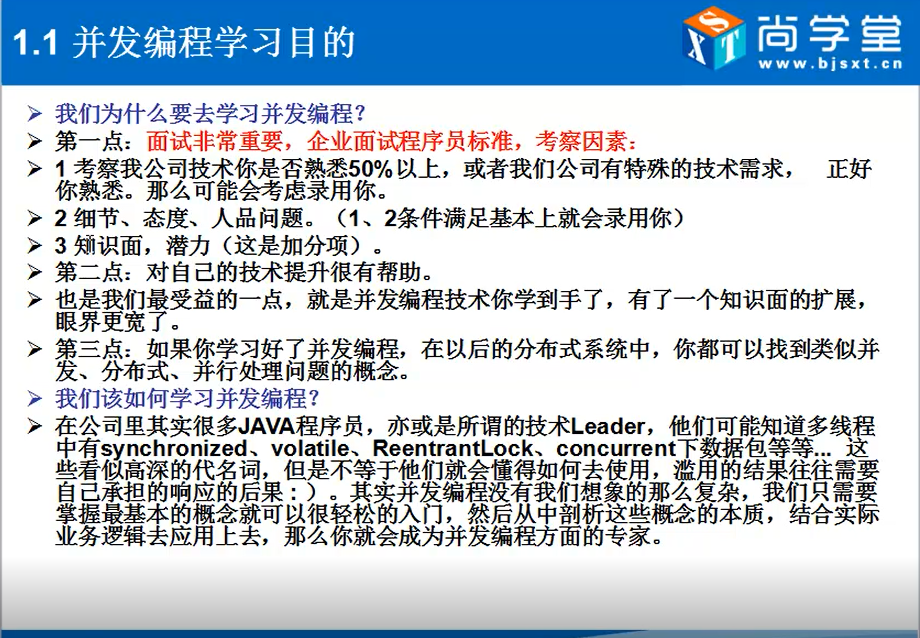 1.1 并发编程学习目的
SXT
尚学堂
www.bjsxt.cn
我们为什么要去学习并发编程？
第一点：面试非常重要，企业面试程序员标准，考察因素：
1 考察我公司技术你是否熟悉50%以上，或者我们公司有特殊的技术需求， 正好
你熟悉。那么可能会考虑录用你。
2 细节、态度、人品问题。（1、2条件满足基本上就会录用你）
3 知识面，潜力（这是加分项）。
第二点：对自己的技术提升很有帮助。
也是我们最受益的一点，就是并发编程技术你学到手了，有了一个知识面的扩展，
眼界更宽了。
第三点：如果你学习好了并发编程，在以后的分布式系统中，你都可以找到类似并
发、分布式、并行处理问题的概念。
我们该如何学习并发编程？
在公司里其实很多JAVA程序员，亦或是所谓的技术Leader，他们可能知道多线程
中有synchronized、volatile、ReentrantLock、concurrent下数据包等等... 这
些看似高深的代名词，但是不等于他们就会懂得如何去使用，滥用的结果往往需要
自己承担的响应的后果：）。其实并发编程没有我们想象的那么复杂，我们只需要
掌握最基本的概念就可以很轻松的入门，然后从中剖析这些概念的本质，结合实际
业务逻辑去应用上去，那么你就会成为并发编程方面的专家。